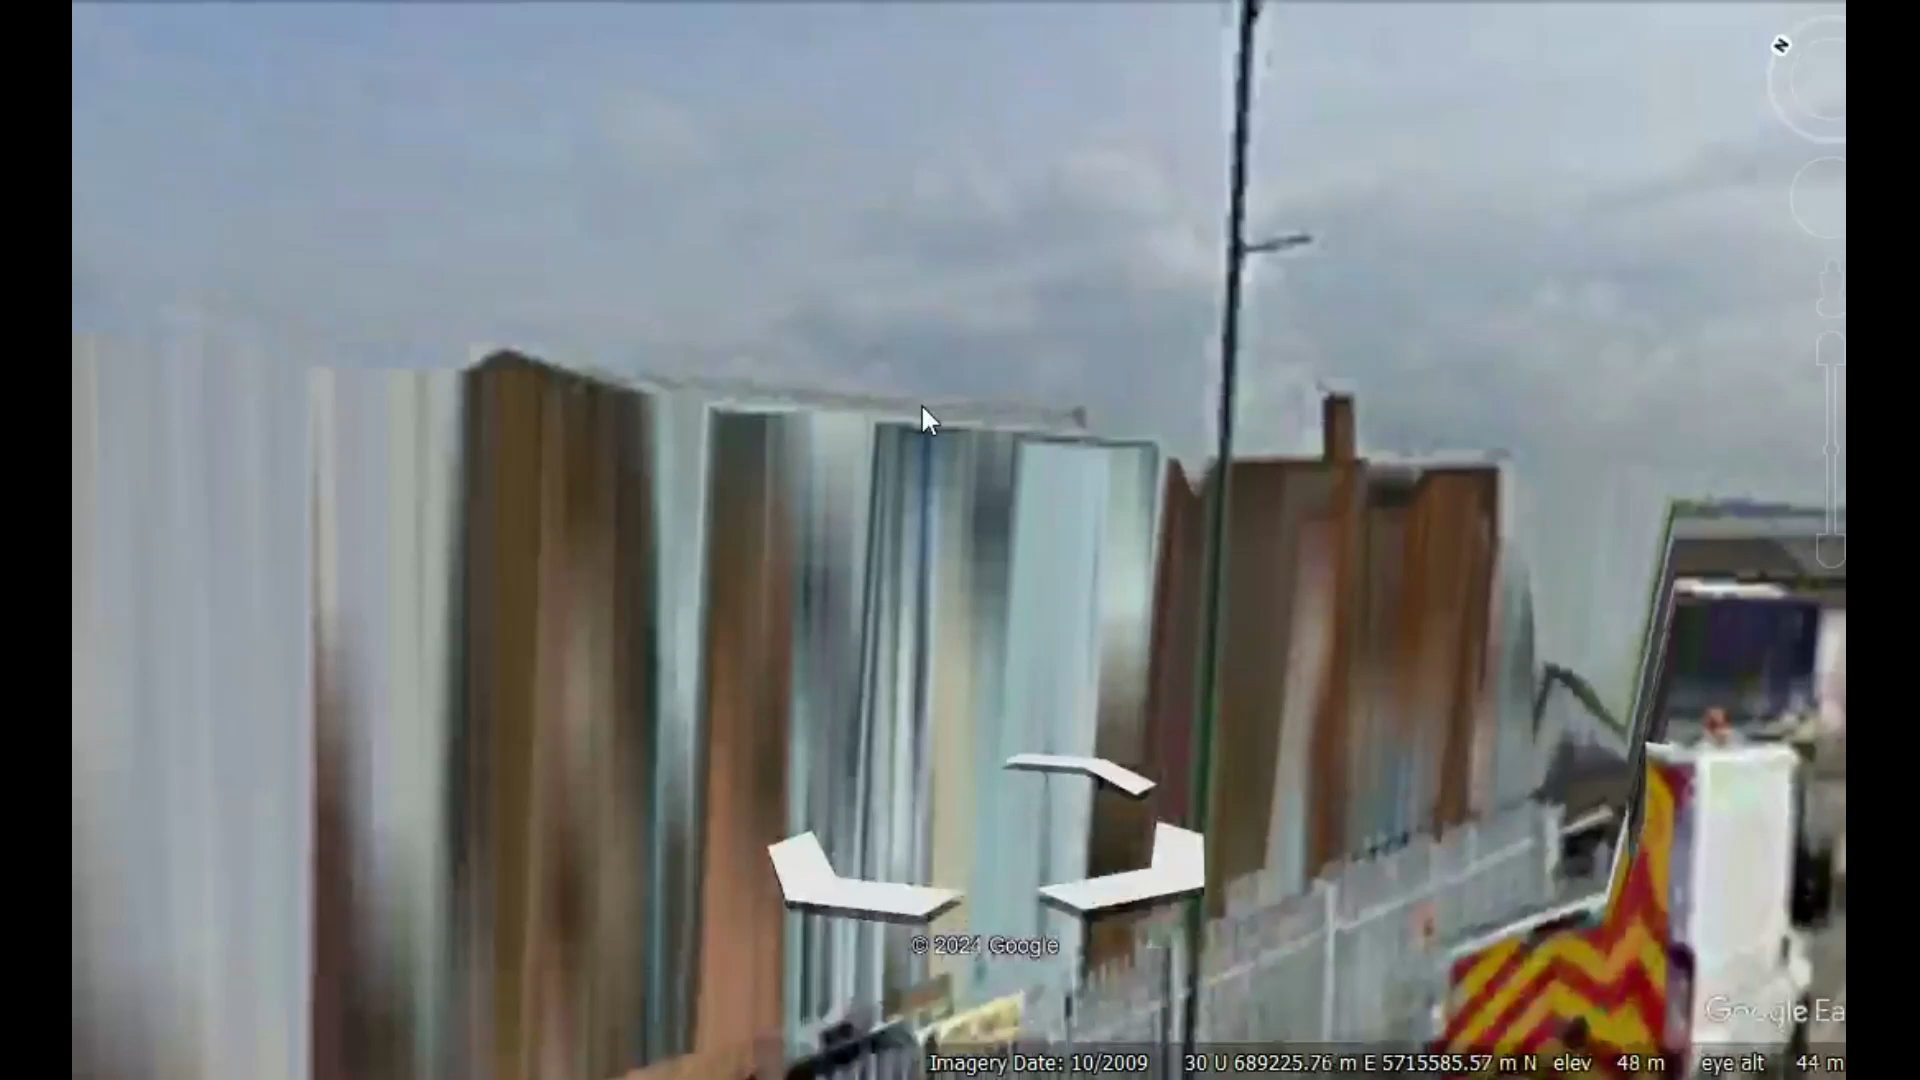 N
© 2024 Google
Google Ea
Imagery Date: 10/2009 30 U 689225.76 m E 5715585.57 m N elev 48 m eye alt 44 m